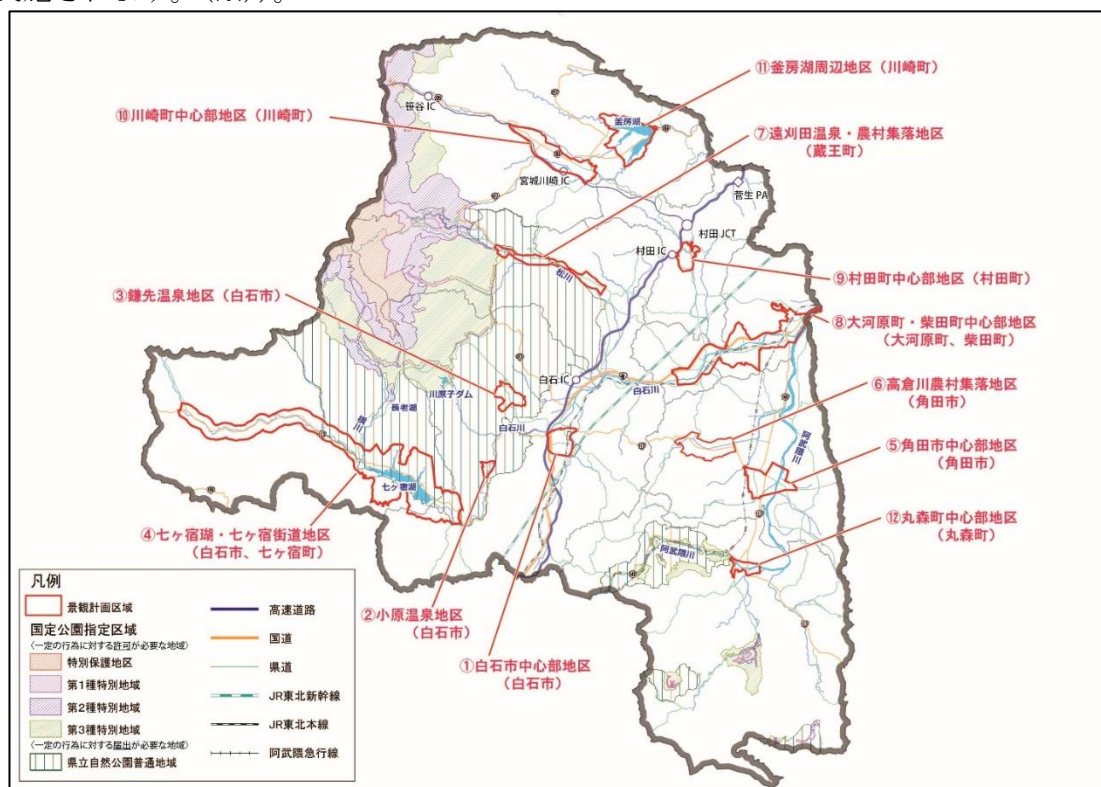 ⑪釜房湖周辺地区（川崎町）
笹谷IC
⑩川崎町中心部地区（川崎町）
釜房湖
⑦遠刈田温泉・農村集落地区
（蔵王町）
宮城川崎IC
菅生PA
村田JCT
村田IC
松川
⑨村田町中心部地区（村田町）
③鎌先温泉地区（白石市）
⑧大河原町・柴田町中心部地区
（大河原町、柴田町）
白石IC
白石川
川原子ダム
長老湖
横川
白石川
⑥高倉川農村集落地区
（角田市）
阿武隈川
⑤角田市中心部地区
（角田市）
七ヶ宿湖
④七ヶ宿瑚・七ヶ宿街道地区
（白石市、七ヶ宿町）
⑫丸森町中心部地区
（丸森町）
阿武隈川
②小原温泉地区
（白石市）
①白石市中心部地区
（白石市）
凡例
景観計画区域
国定公園指定区域
〈一定の行為に対する許可が必要な地域〉
特別保護地区
第1種特別地域
第2種特別地域
第3種特別地域
〈一定の行為に対する届出が必要な地域〉
県立自然公園普通地域
高速道路
国道
県道
JR東北新幹線
JR東北本線
阿武隈急行線